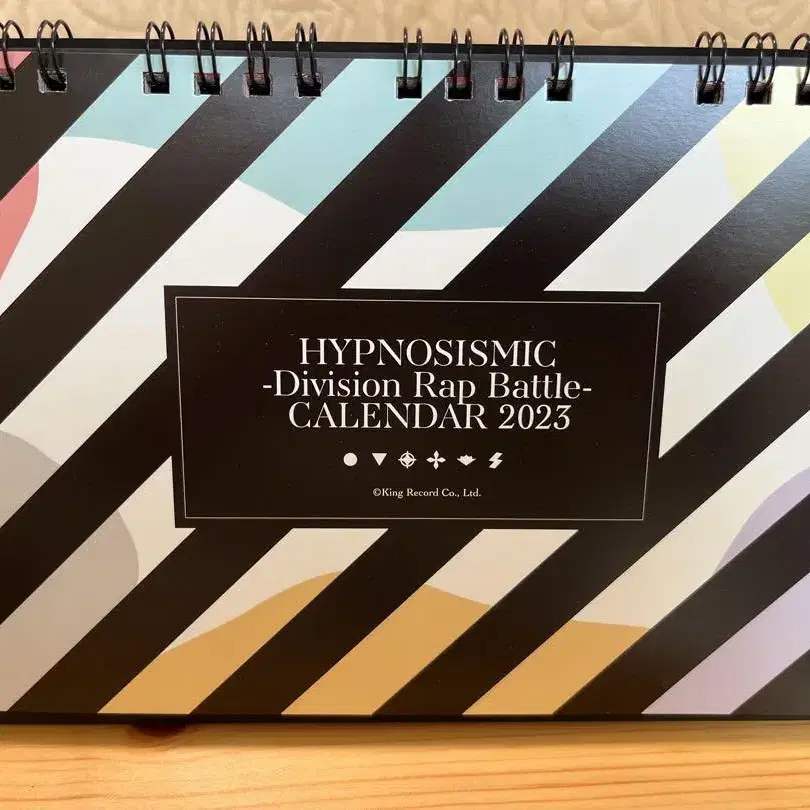 HYPNOSISMIC
-Division Rap Battle-
CALENDAR 2023
©King Record Co., Ltd.